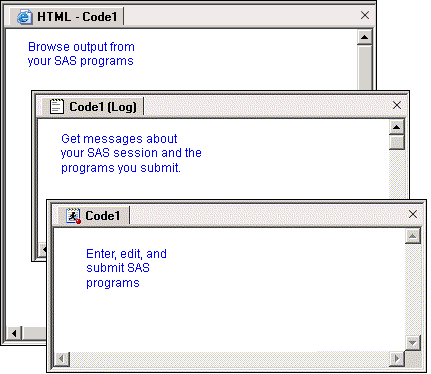 HTML - Code1
Browse output from
your SAS programs
Code1 (Log)
Get messages about
your SAS session and the
programs you submit.
Code1
Enter, edit, and
submit SAS
programs